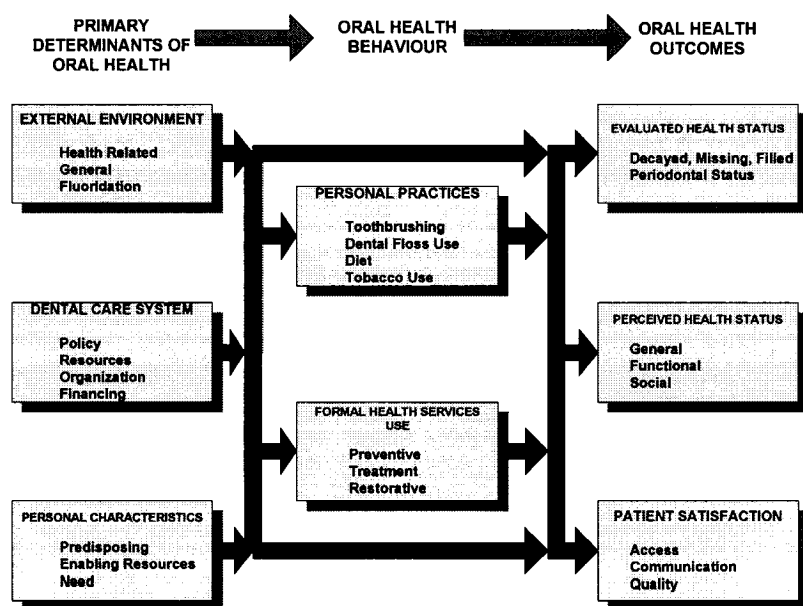 PRIMARY
DETERMINANTS OF
ORAL HEALTH
ORAL HEALTH
BEHAVIOUR
ORAL HEALTH
OUTCOMES
EXTERNAL ENVIRONMENT
Health Related
General
Fluoridation
DENTAL CARE SYSTEM
Policy
Resources
Organization
Financing
PERSONAL CHARACTERISTICS
Predisposing
Enabling Resources
Need
PERSONAL PRACTICES
Toothbrushing
Dental Floss Use
Diet
Tobacco Use
FORMAL HEALTH SERVICES
USE
Preventive
Treatment
Restorative
EVALUATED HEALTH STATUS
Decayad, Missing, Filied
Periodontal Status
PERCEIVED HEALTH STATUS
General
Functional
Social
PATIENT SATISFACTION
Access
Communication
Quality